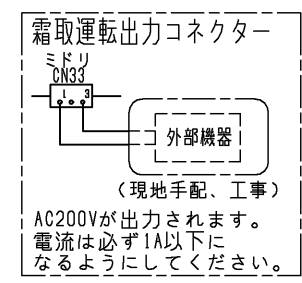 霜取運転出力コネクター
ミドリ
CN33
1 3
外部機器
(現地手配、工事)
AC200Vが出力されます。
電流は必ず1A以下に
なるようにしてください。